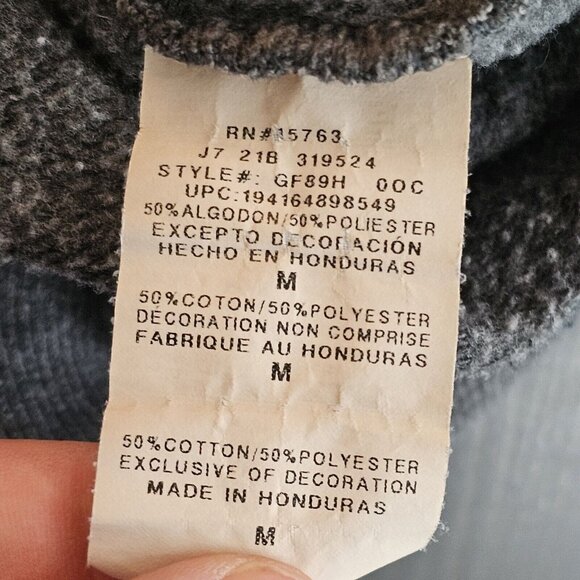 RN#15763
J7 21B 319524
STYLE#: GF89H 00C
UPC:194164898549
50%ALGODON/50%POLIESTER
EXCEPTO DECORACIÓN
HECHO EN HONDURAS
M
50%COTON/50%POLYESTER
DÉCORATION NON COMPRISE
FABRIQUE AU HONDURAS
M
50%COTTON/50%POLYESTER
EXCLUSIVE OF DECORATION
MADE IN HONDURAS
M